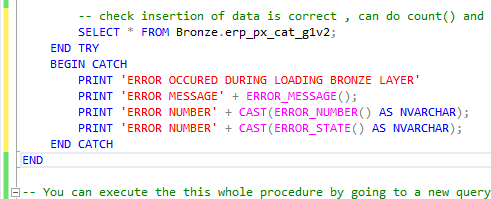 -- check insertion of data is correct , can do count() and
SELECT * FROM Bronze.erp_px_cat_g1v2;
END TRY
BEGIN CATCH
PRINT 'ERROR OCCURED DURING LOADING BRONZE LAYER'
PRINT 'ERROR MESSAGE' + ERROR_MESSAGE();
PRINT 'ERROR NUMBER' + CAST(ERROR_NUMBER() AS NVARCHAR);
PRINT 'ERROR NUMBER' + CAST(ERROR_STATE() AS NVARCHAR);
END CATCH
END
-- You can execute the this whole procedure by going to a new query